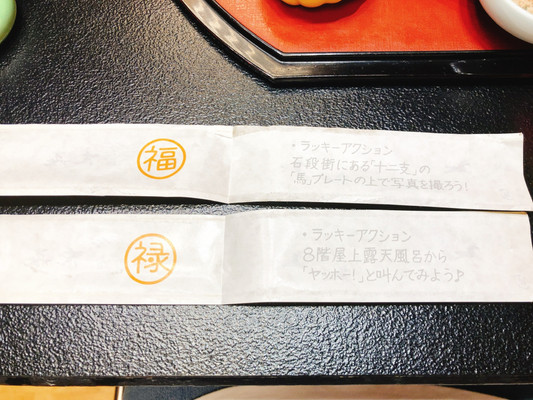 福
・ラッキーアクション
石段街にある「十二支」の
「馬」プレートの上で写真を撮ろう!
禄
・ラッキーアクション
8階屋上露天風呂から
「ヤッホー!」と叫んでみよう♪